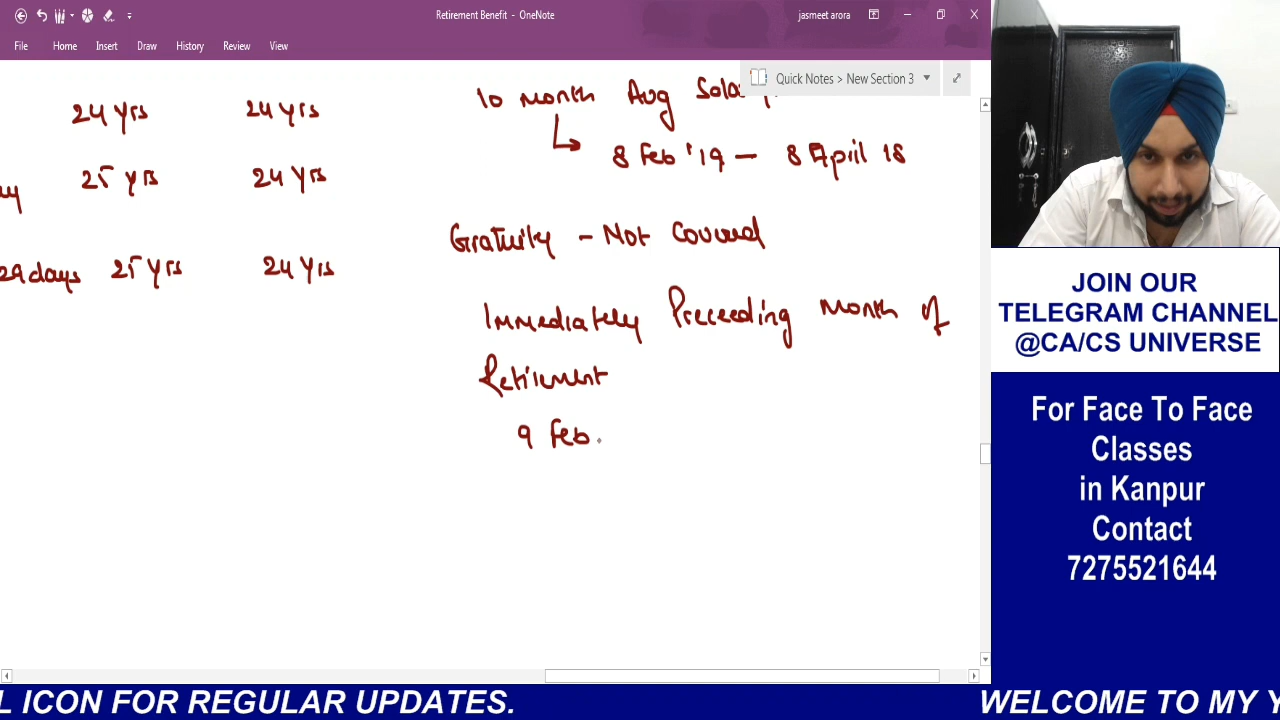 Retirement Benefit - OneNote
jasmeet arora
File Home Insert Draw History Review View
Quick Notes > New Section 3
24 yrs 24 yrs
25 yrs 24 yrs
29 days 25 yrs 24 yrs
10 month Avg
8 Feb '19 - 8 April 18
Gratuity - Not Covered
Immediately Preceeding Month of
Retirement
9 Feb
JOIN OUR
TELEGRAM CHANNEL
@CA/CS UNIVERSE
For Face To Face
Classes
in Kanpur
Contact
7275521644
L ICON FOR REGULAR UPDATES. WELCOME TO MY Y